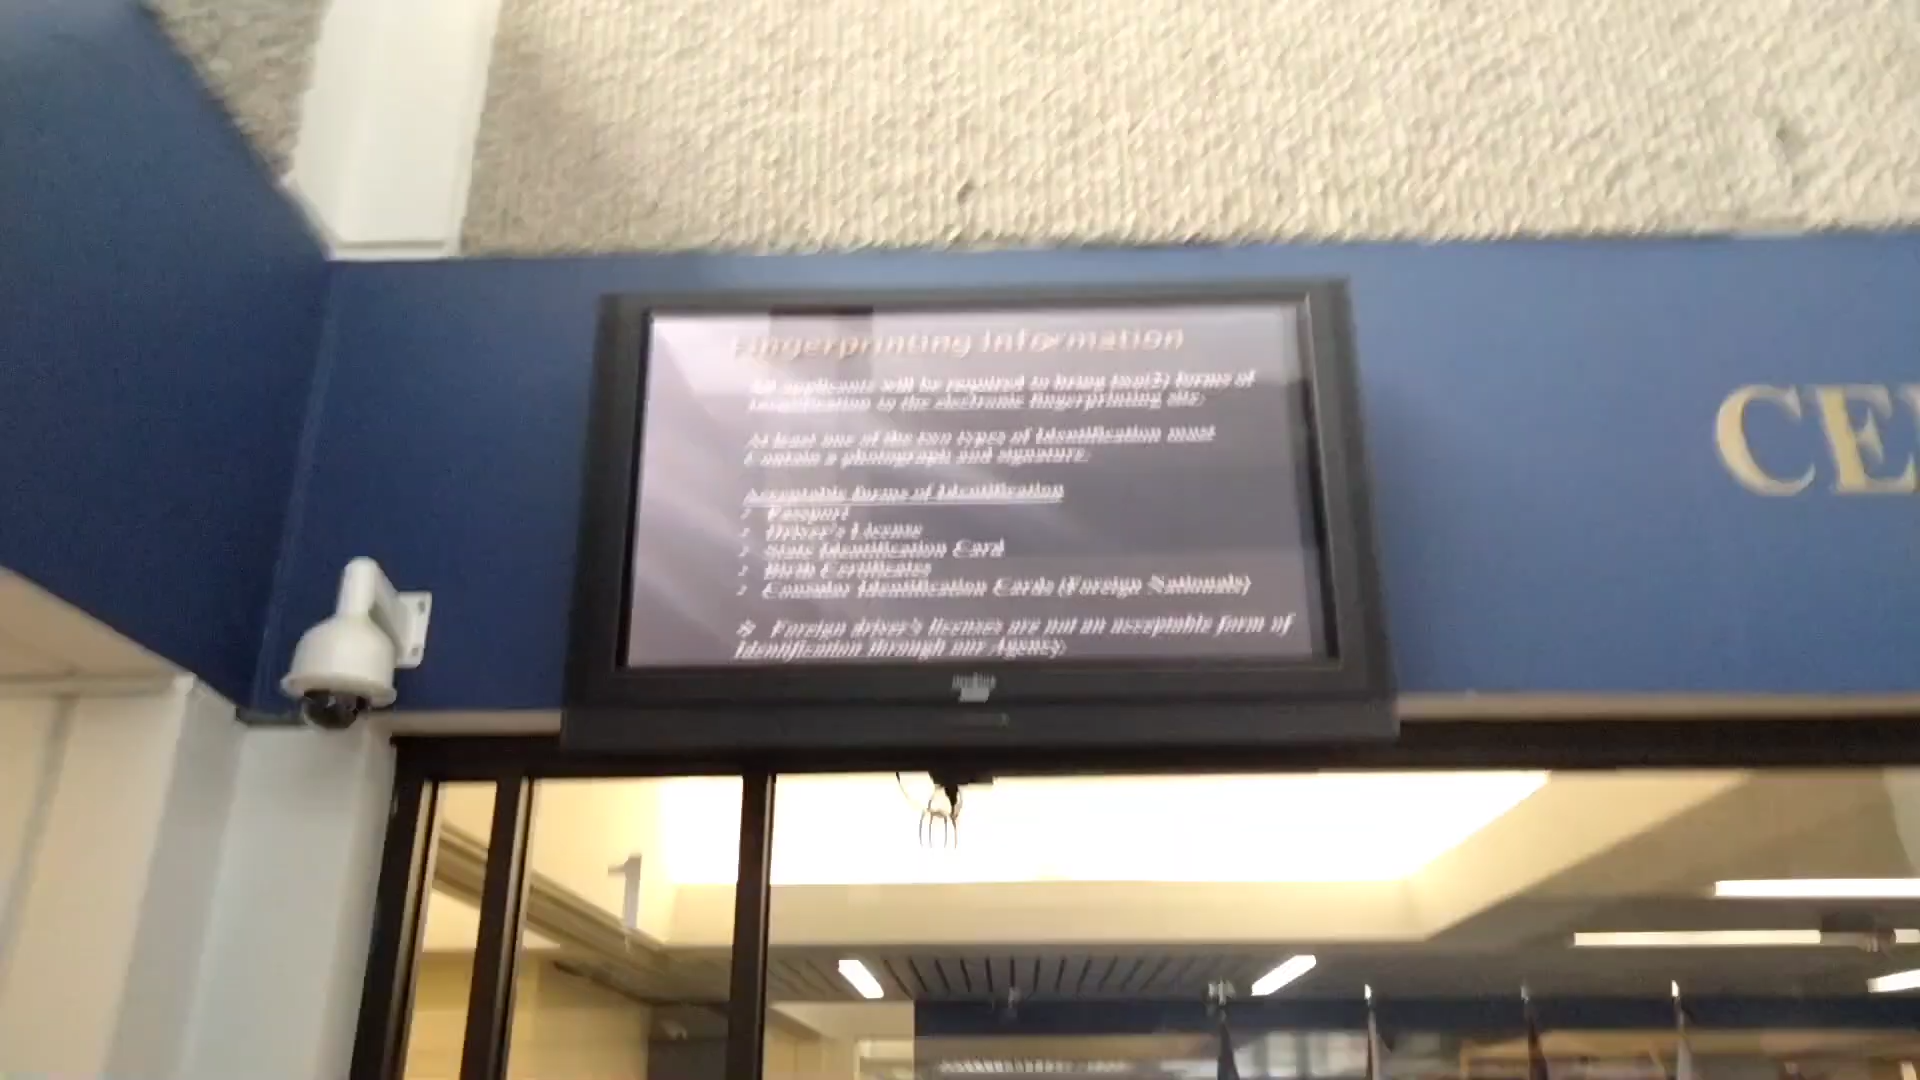 Fingerprinting Information
All applicants will be required to bring two(2) forms of
Identification to the electronic fingerprinting site.
At least one of the two types of Identification must
Contain a photograph and signature.
Acceptable forms of Identification
Passport
Driver's License
State Identification Card
Birth Certificates
Consular Identification Cards (Foreign Nationals)
Foreign driver's licenses are not an acceptable form of
Identification through our Agency.
CE